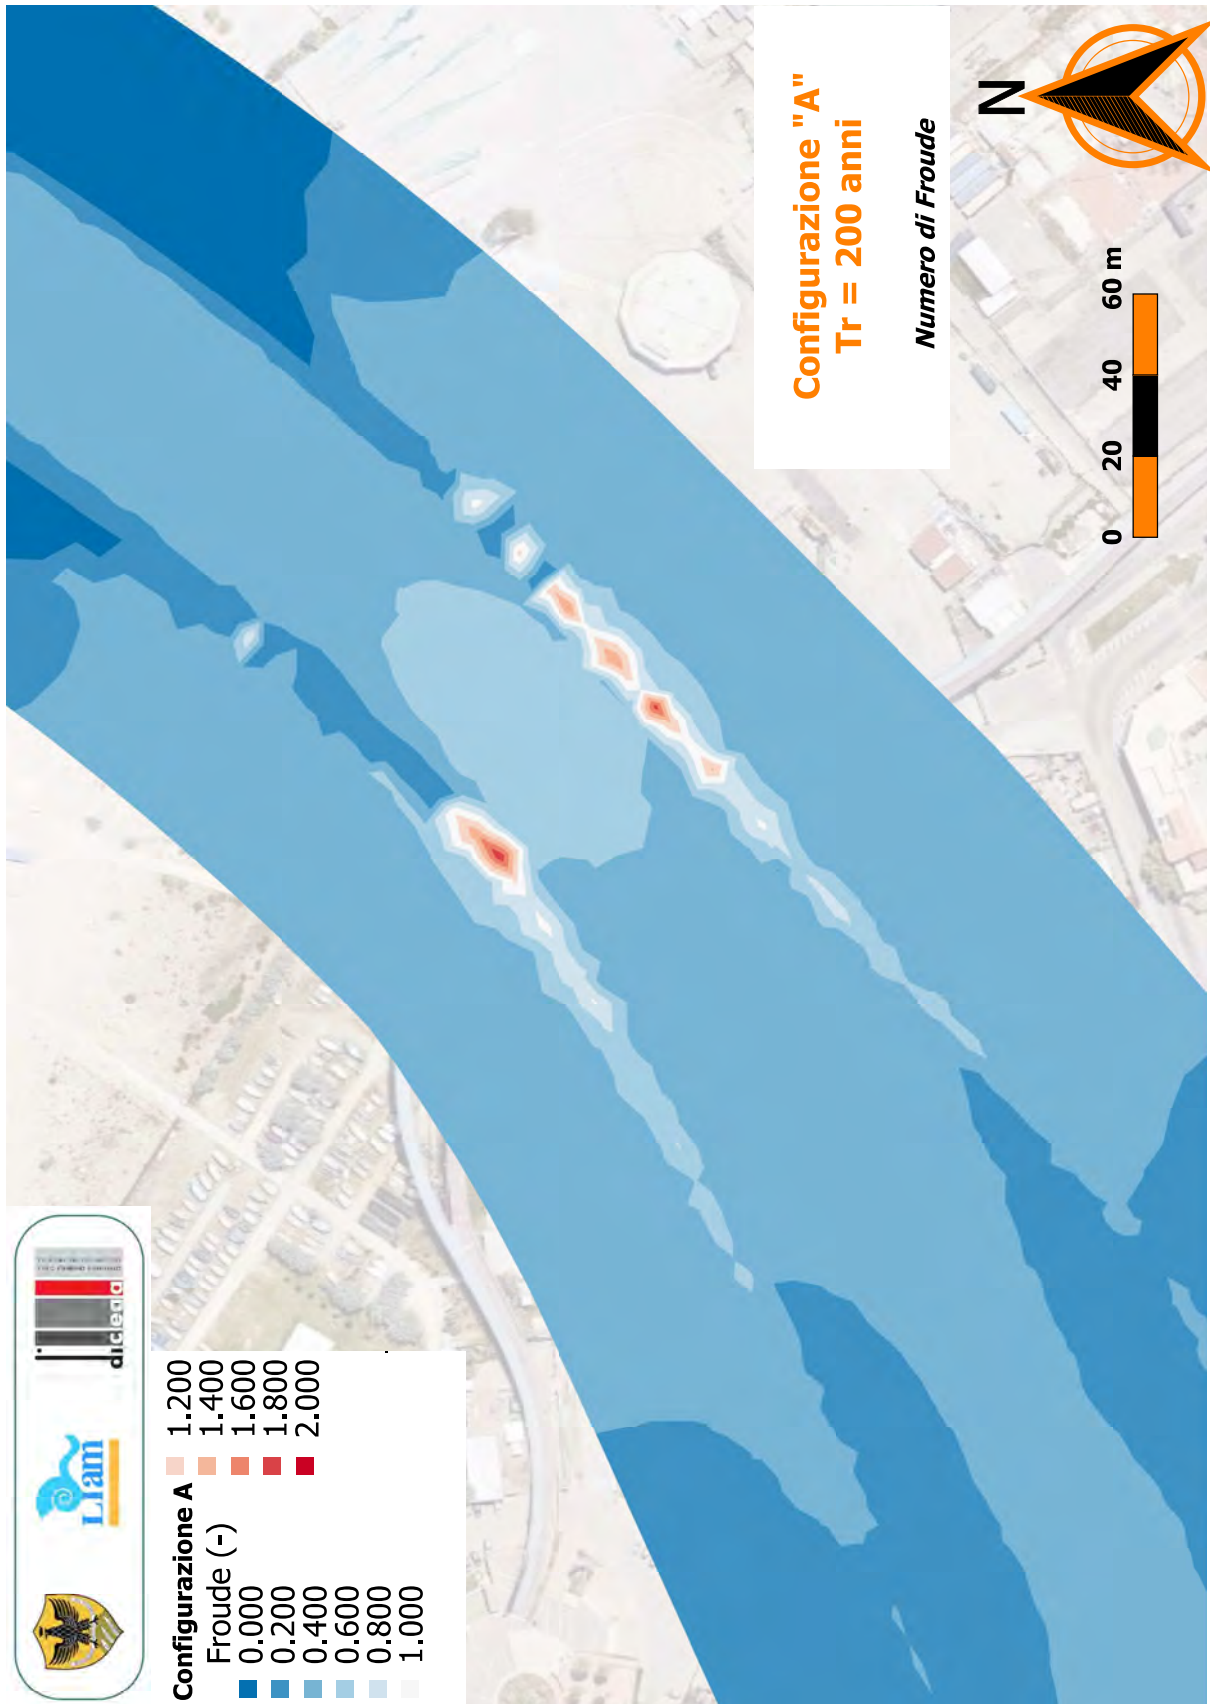 Configurazione "A"
Tr = 200 anni
Numero di Froude
N
0 20 40 60 m
LIam
dicea
Configurazione A
Froude (-)
0.000
0.200
0.400
0.600
0.800
1.000
1.200
1.400
1.600
1.800
2.000